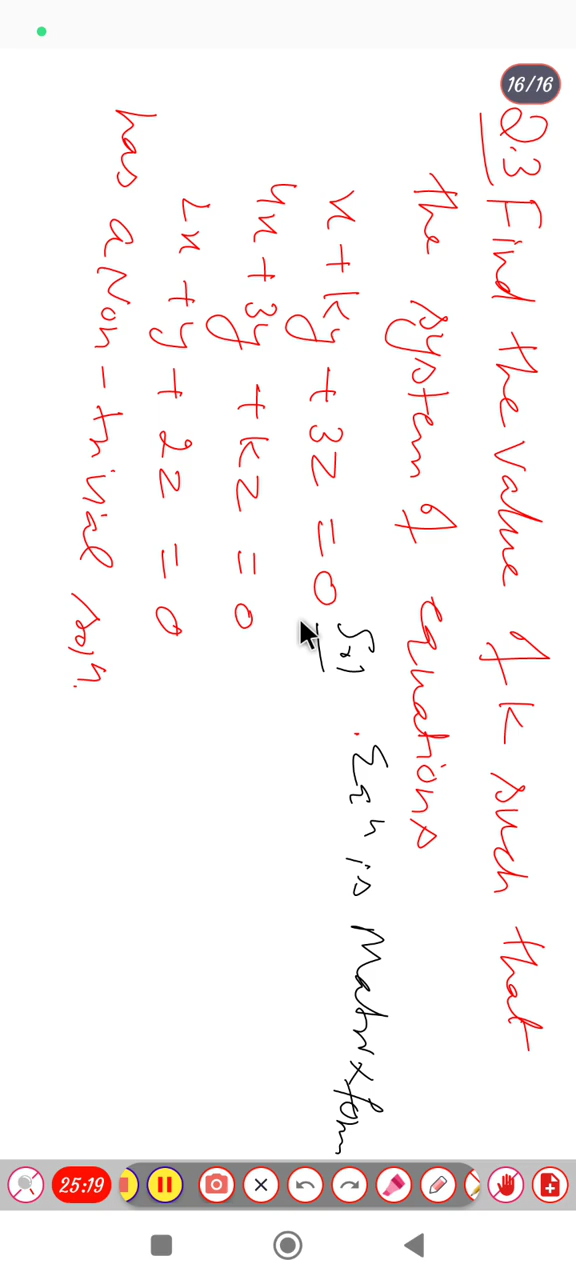 16/16
Q.3 Find the value of k such that
the system of equations
x + ky + 3z = 0
4x + 3y + kz = 0
2x + y + 2z = 0
has a Non-trivial soln.
Sol. Eqn is Matrix form
25:19